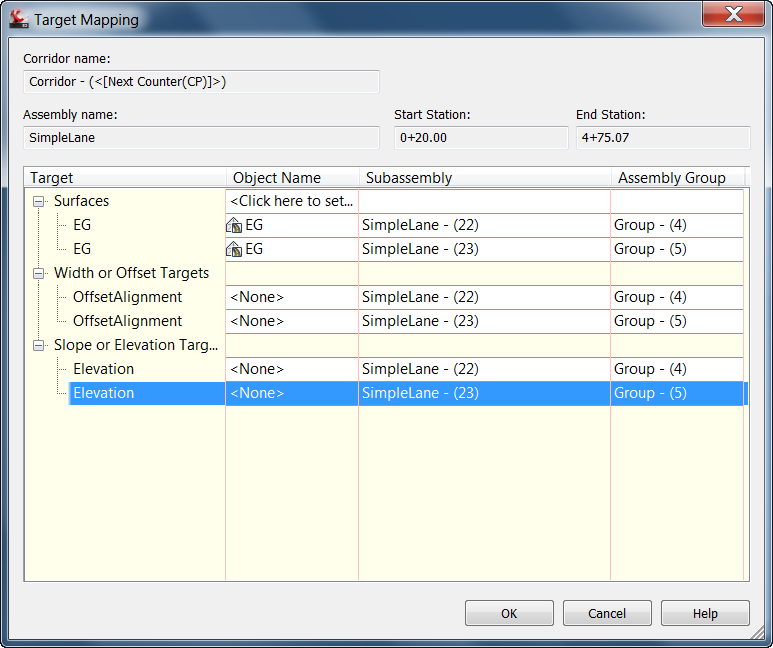 Target Mapping
Corridor name:
Corridor - (<[Next Counter(CP)]>)
Assembly name: Start Station: End Station:
SimpleLane 0+20.00 4+75.07
Target Object Name Subassembly Assembly Group
Surfaces <Click here to set...
EG EG SimpleLane - (22) Group - (4)
EG EG SimpleLane - (23) Group - (5)
Width or Offset Targets
OffsetAlignment <None> SimpleLane - (22) Group - (4)
OffsetAlignment <None> SimpleLane - (23) Group - (5)
Slope or Elevation Targ...
Elevation <None> SimpleLane - (22) Group - (4)
Elevation <None> SimpleLane - (23) Group - (5)
OK Cancel Help